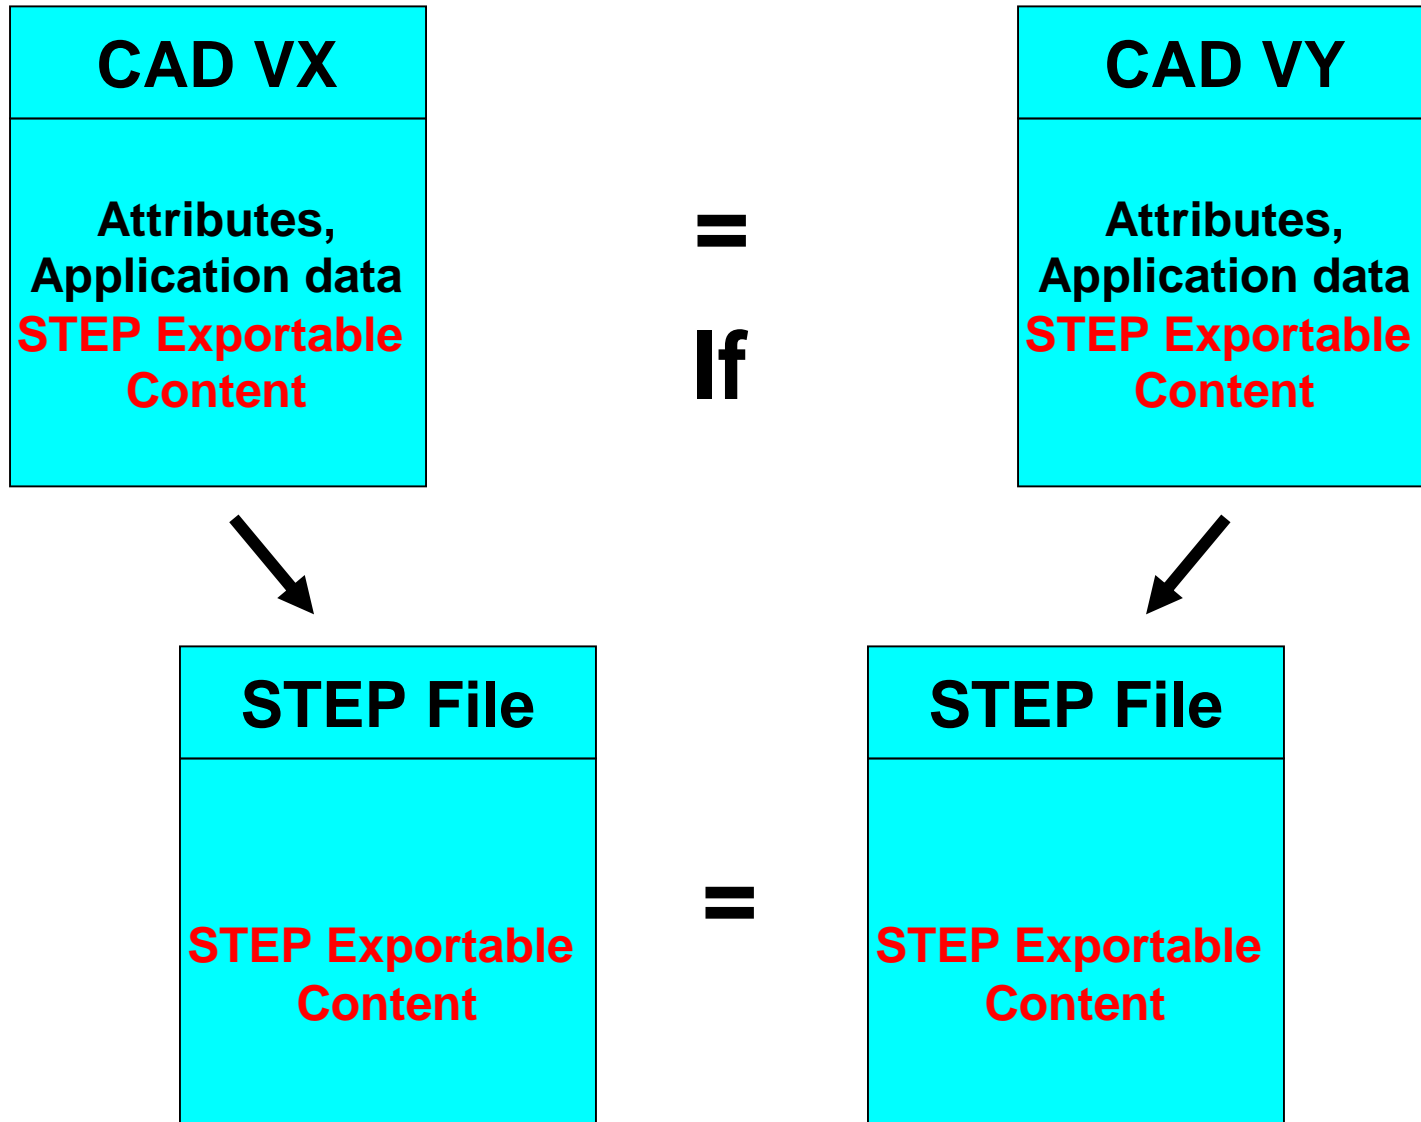 CAD VX
Attributes,
Application data
STEP Exportable
Content
=
If
CAD VY
Attributes,
Application data
STEP Exportable
Content
STEP File
STEP Exportable
Content
=
STEP File
STEP Exportable
Content